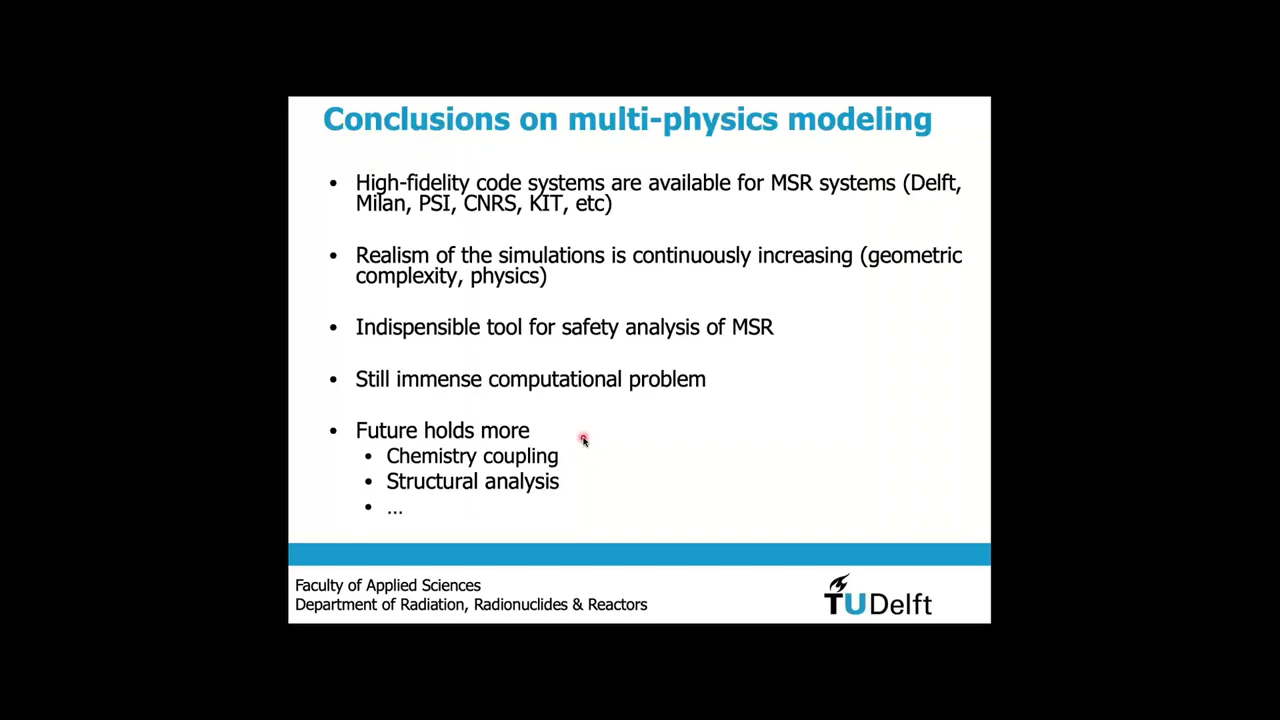 Conclusions on multi-physics modeling
• High-fidelity code systems are available for MSR systems (Delft,
Milan, PSI, CNRS, KIT, etc)
• Realism of the simulations is continuously increasing (geometric
complexity, physics)
• Indispensible tool for safety analysis of MSR
• Still immense computational problem
• Future holds more
• Chemistry coupling
• Structural analysis
• ...
Faculty of Applied Sciences
Department of Radiation, Radionuclides & Reactors
TUDelft